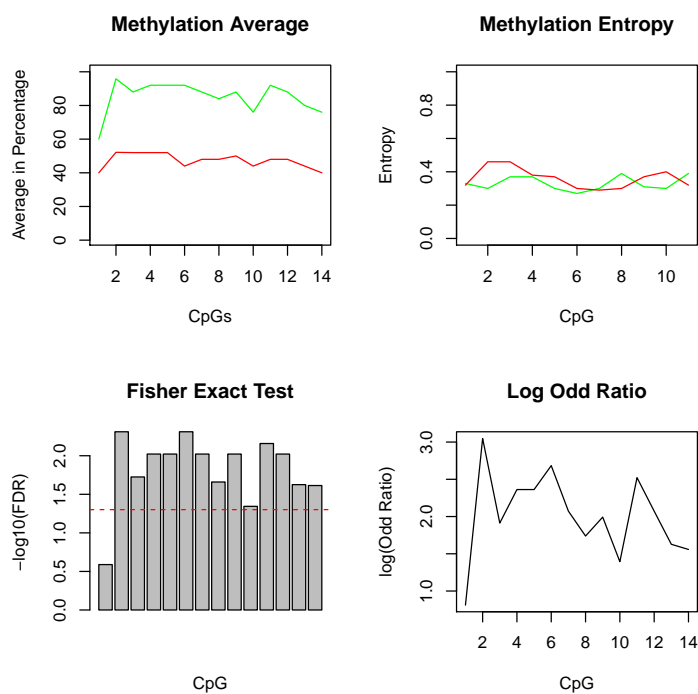 Methylation Average
Average in Percentage
0 20 40 60 80
2 4 6 8 10 12 14
CpGs
Methylation Entropy
Entropy
0.0 0.4 0.8
2 4 6 8 10
CpG
Fisher Exact Test
−log10(FDR)
0.0 0.5 1.0 1.5 2.0
CpG
Log Odd Ratio
log(Odd Ratio)
1.0 2.0 3.0
2 4 6 8 10 12 14
CpG